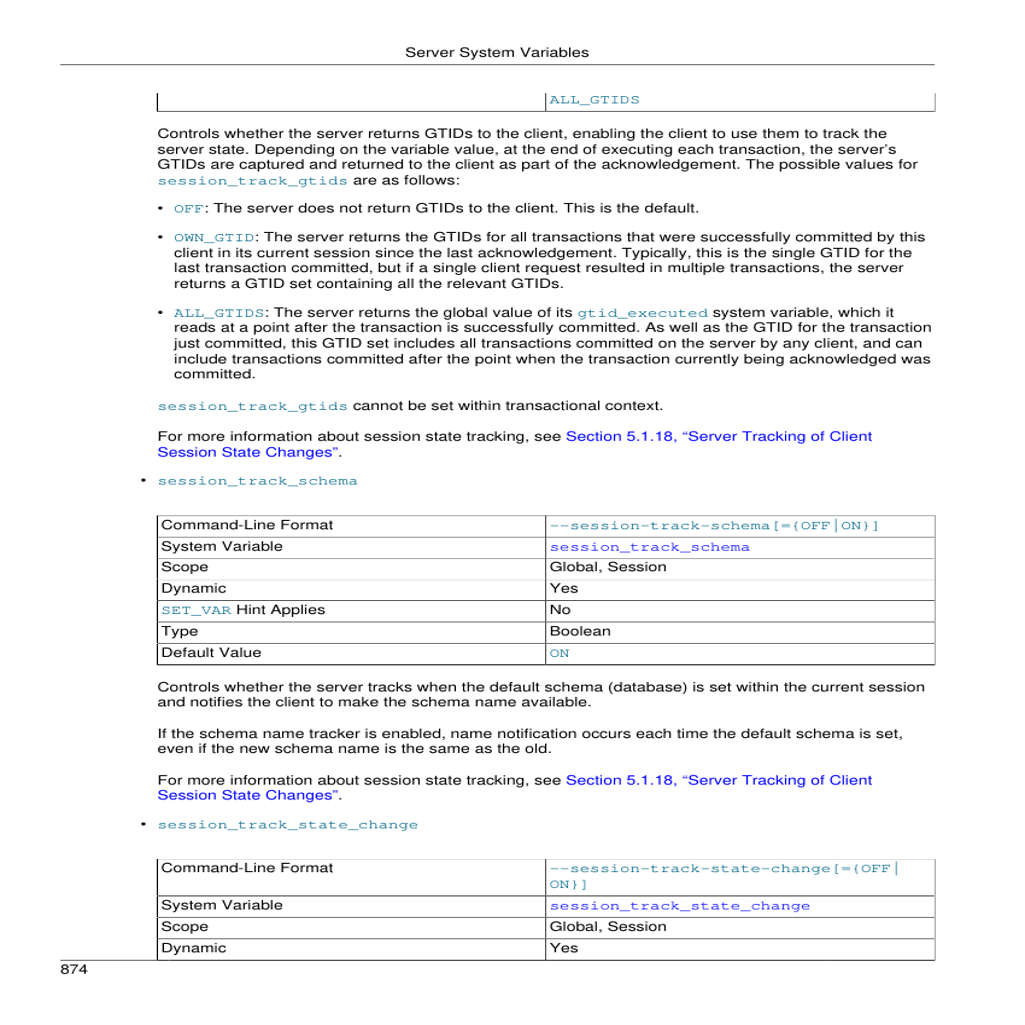 Server System Variables
ALL_GTIDS
Controls whether the server returns GTIDs to the client, enabling the client to use them to track the
server state. Depending on the variable value, at the end of executing each transaction, the server’s
GTIDs are captured and returned to the client as part of the acknowledgement. The possible values for
session_track_gtids are as follows:
• OFF: The server does not return GTIDs to the client. This is the default.
• OWN_GTID: The server returns the GTIDs for all transactions that were successfully committed by this
client in its current session since the last acknowledgement. Typically, this is the single GTID for the
last transaction committed, but if a single client request resulted in multiple transactions, the server
returns a GTID set containing all the relevant GTIDs.
• ALL_GTIDS: The server returns the global value of its gtid_executed system variable, which it
reads at a point after the transaction is successfully committed. As well as the GTID for the transaction
just committed, this GTID set includes all transactions committed on the server by any client, and can
include transactions committed after the point when the transaction currently being acknowledged was
committed.
session_track_gtids cannot be set within transactional context.
For more information about session state tracking, see Section 5.1.18, “Server Tracking of Client
Session State Changes”.
• session_track_schema
Command-Line Format --session-track-schema[={OFF|ON}]
System Variable session_track_schema
Scope Global, Session
Dynamic Yes
SET_VAR Hint Applies No
Type Boolean
Default Value ON
Controls whether the server tracks when the default schema (database) is set within the current session
and notifies the client to make the schema name available.
If the schema name tracker is enabled, name notification occurs each time the default schema is set,
even if the new schema name is the same as the old.
For more information about session state tracking, see Section 5.1.18, “Server Tracking of Client
Session State Changes”.
• session_track_state_change
Command-Line Format --session-track-state-change[={OFF|
ON}]
System Variable session_track_state_change
Scope Global, Session
Dynamic Yes
874